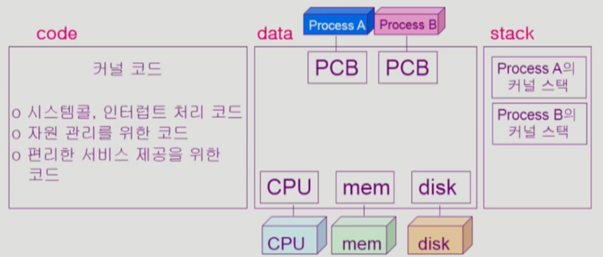 code
커널 코드
o 시스템콜, 인터럽트 처리 코드
o 자원 관리를 위한 코드
o 편리한 서비스 제공을 위한
코드
data
Process A
Process B
PCB
PCB
CPU
mem
disk
CPU
mem
disk
stack
Process A의
커널 스택
Process B의
커널 스택